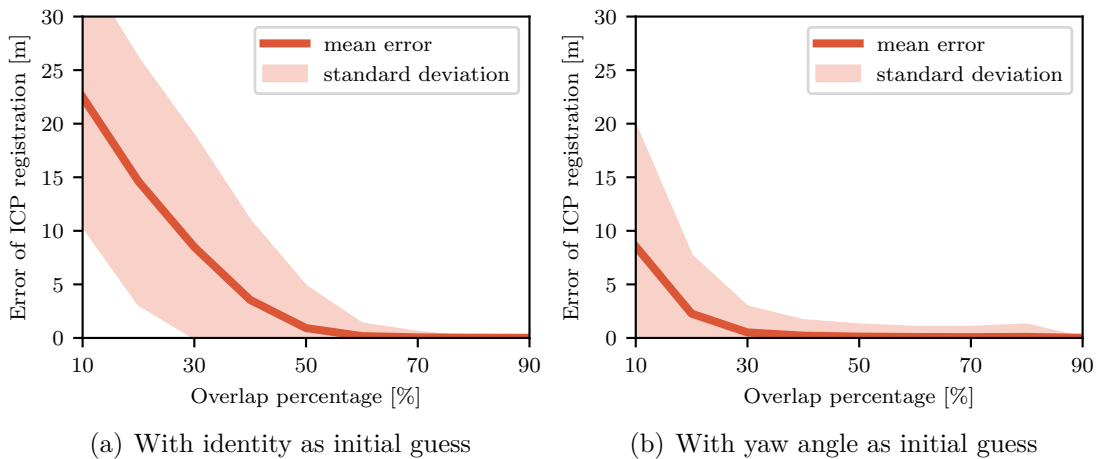 30
25
20
15
10
5
0
Error of ICP registration [m]
mean error
standard deviation
10
30
50
70
90
Overlap percentage [%]
(a) With identity as initial guess
30
25
20
15
10
5
0
Error of ICP registration [m]
mean error
standard deviation
10
30
50
70
90
Overlap percentage [%]
(b) With yaw angle as initial guess